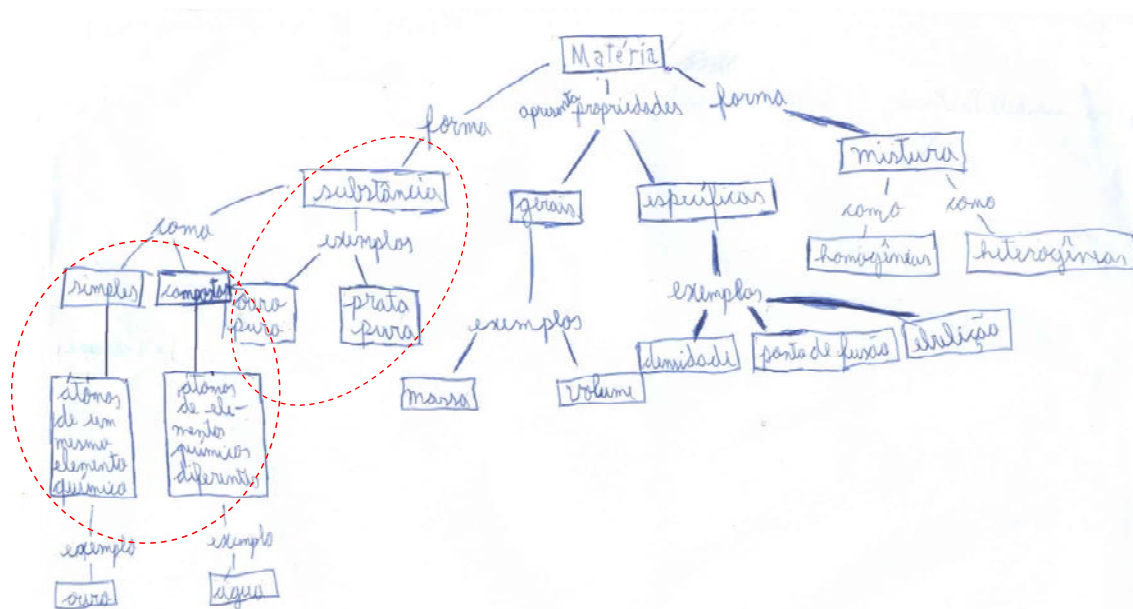 Matéria
forma
apresenta propriedades
forma
substância
gerais
específicas
mistura
como
exemplos
como
como
simples
compostas
ouro
puro
prata
pura
exemplos
exemplos
homogêneas
heterogêneas
massa
volume
densidade
ponto de fusão
ebulição
átomos
de um
mesmo
elemento
químico
átomos
de ele-
mentos
químicos
diferentes
exemplo
exemplo
ouro
água